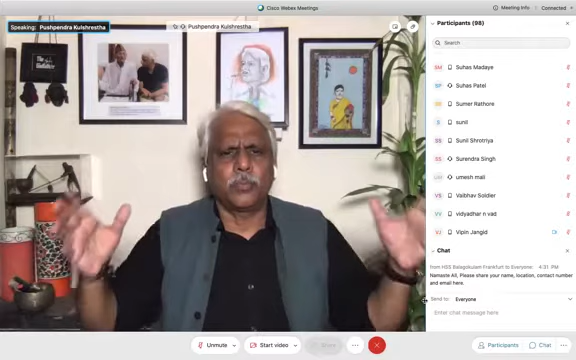 Cisco Webex Meetings
Meeting Info
Connected
Speaking: Pushpendra Kulshrestha
Pushpendra Kulshrestha
Participants (98)
Search
SM Suhas Madaye
SP Suhas Patel
SR Sumer Rathore
S sunil
SS Sunil Shrotriya
SS Surendra Singh
UM umesh mali
VS Vaibhav Soldier
VV vidyadhar n vad
VJ Vipin Jangid
Chat
from HSS Balagokulam Frankfurt to Everyone: 4:31 PM
Namaste All, Please share your name, location, contact number
and email here.
Send to: Everyone
Enter chat message here
Unmute
Start video
Share
Participants
Chat